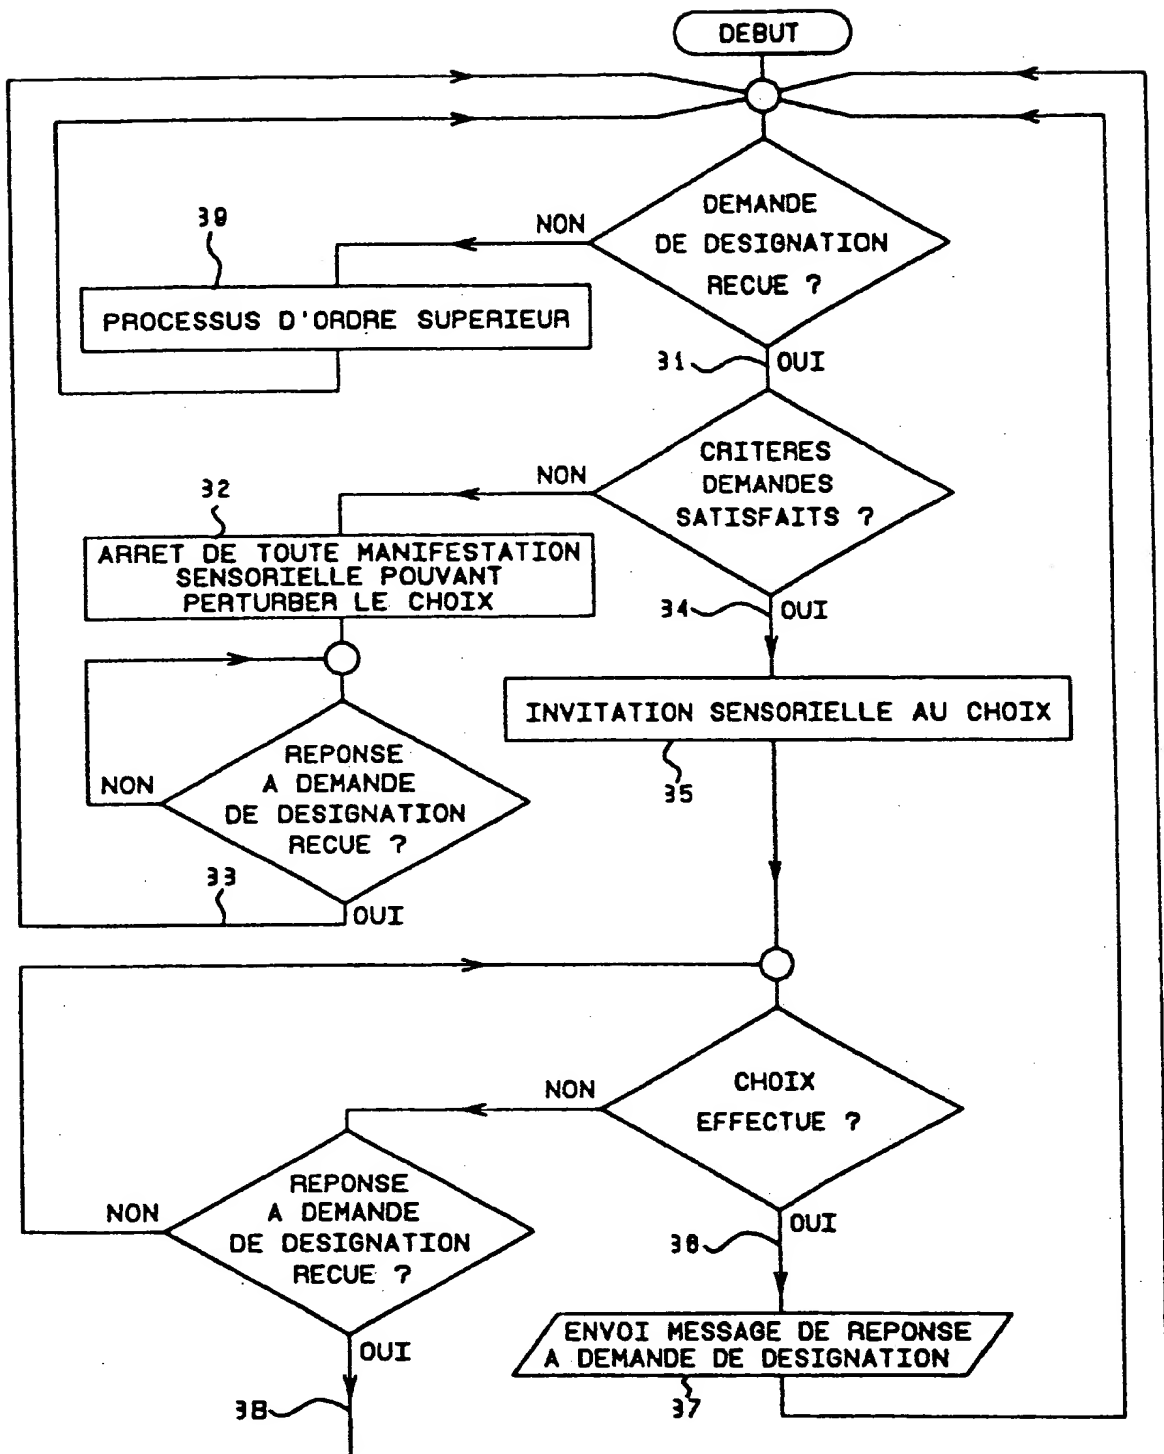 DEBUT
DEMANDE
DE DESIGNATION
RECUE ?
NON
39
PROCESSUS D'ORDRE SUPERIEUR
31
OUI
CRITERES
DEMANDES
SATISFAITS ?
NON
32
ARRET DE TOUTE MANIFESTATION
SENSORIELLE POUVANT
PERTURBER LE CHOIX
34
OUI
INVITATION SENSORIELLE AU CHOIX
35
REPONSE
A DEMANDE
DE DESIGNATION
RECUE ?
NON
33
OUI
CHOIX
EFFECTUE ?
NON
REPONSE
A DEMANDE
DE DESIGNATION
RECUE ?
NON
OUI
36
ENVOI MESSAGE DE REPONSE
A DEMANDE DE DESIGNATION
37
OUI
38